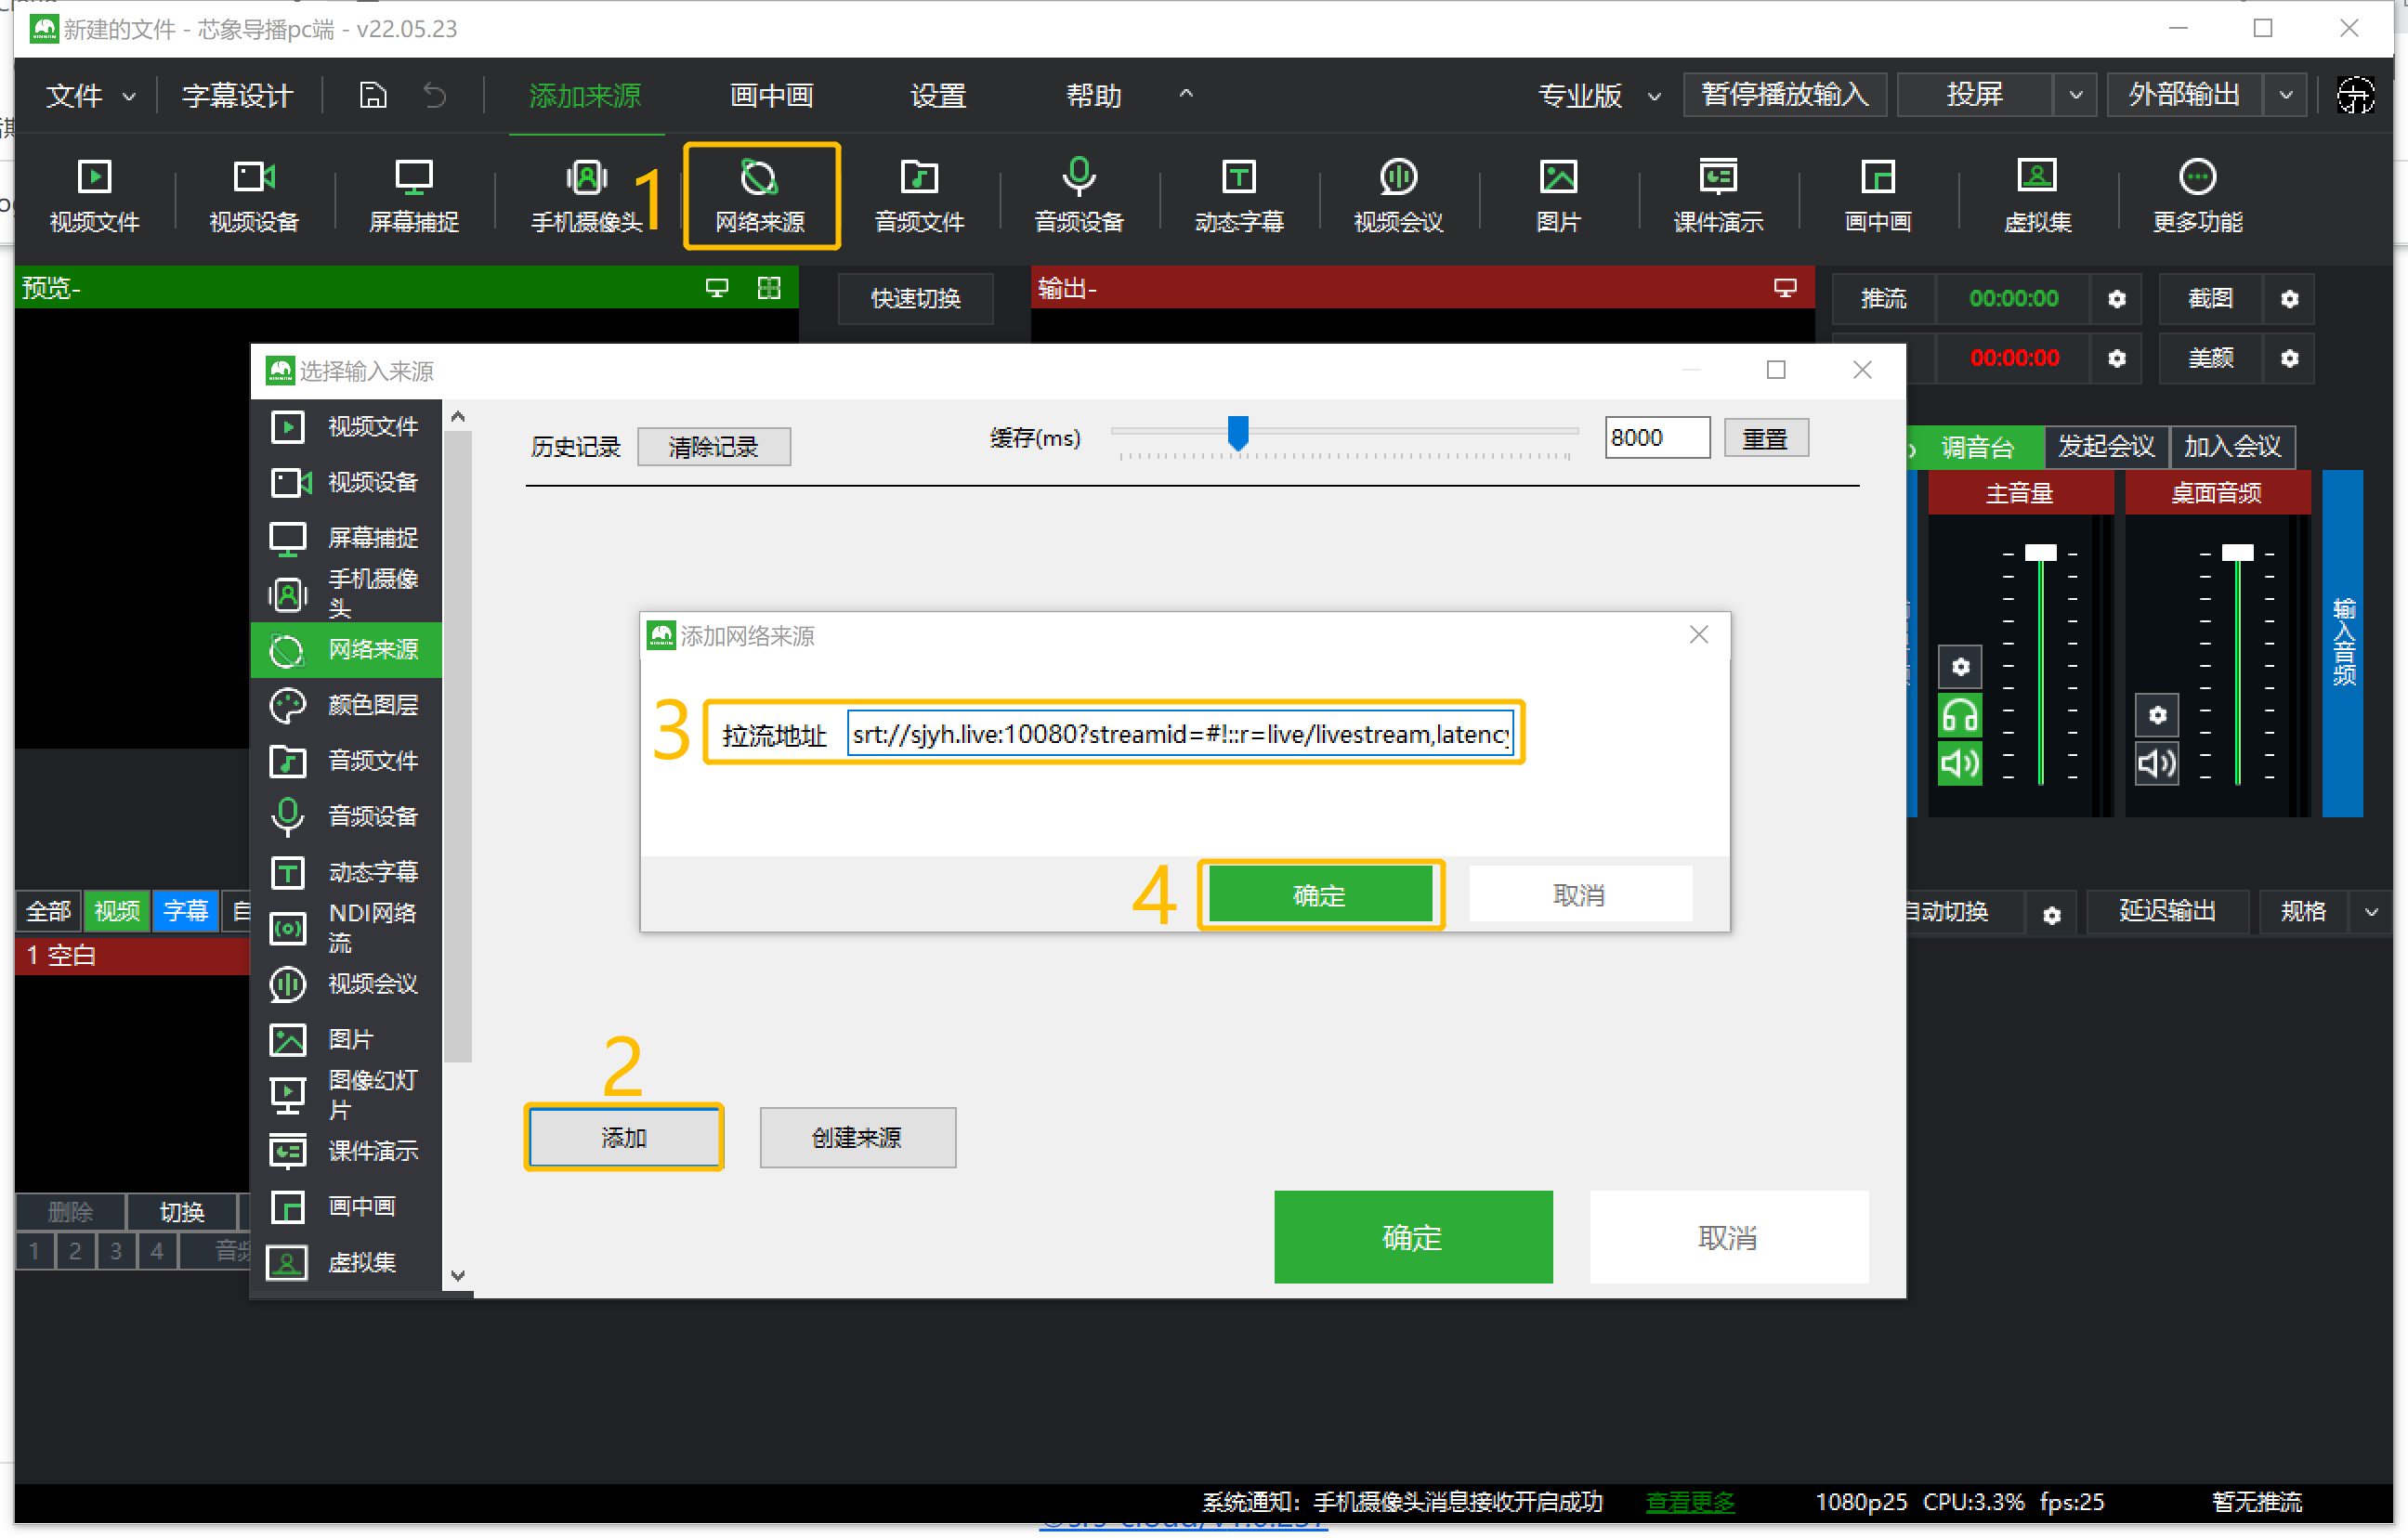 新建的文件 - 芯象导播pc端 - v22.05.23
文件 字幕设计 添加来源 画中画 设置 帮助 专业版 暂停播放输入 投屏 外部输出
视频文件 视频设备 屏幕捕捉 手机摄像头 1 网络来源 音频文件 音频设备 动态字幕 视频会议 图片 课件演示 画中画 虚拟集 更多功能
预览- 快速切换 输出- 推流 00:00:00 截图
00:00:00 美颜
选择输入来源
历史记录 清除记录 缓存(ms) 8000 重置
视频文件
视频设备
屏幕捕捉
手机摄像
头
网络来源
颜色图层
音频文件
音频设备
动态字幕
NDI网络
流
视频会议
图片
图像幻灯
片
课件演示
画中画
虚拟集
添加网络来源
3 拉流地址 srt://sjyh.live:10080?streamid=#!::r=live/livestream,latency
4 确定 取消
2
添加 创建来源
确定 取消
调音台 发起会议 加入会议
主音量 桌面音频
输入音频
全部 视频 字幕 自
自动切换 延迟输出 规格
1 空白
删除 切换
1 2 3 4 音频
系统通知：手机摄像头消息接收开启成功 查看更多 1080p25 CPU:3.3% fps:25 暂无推流